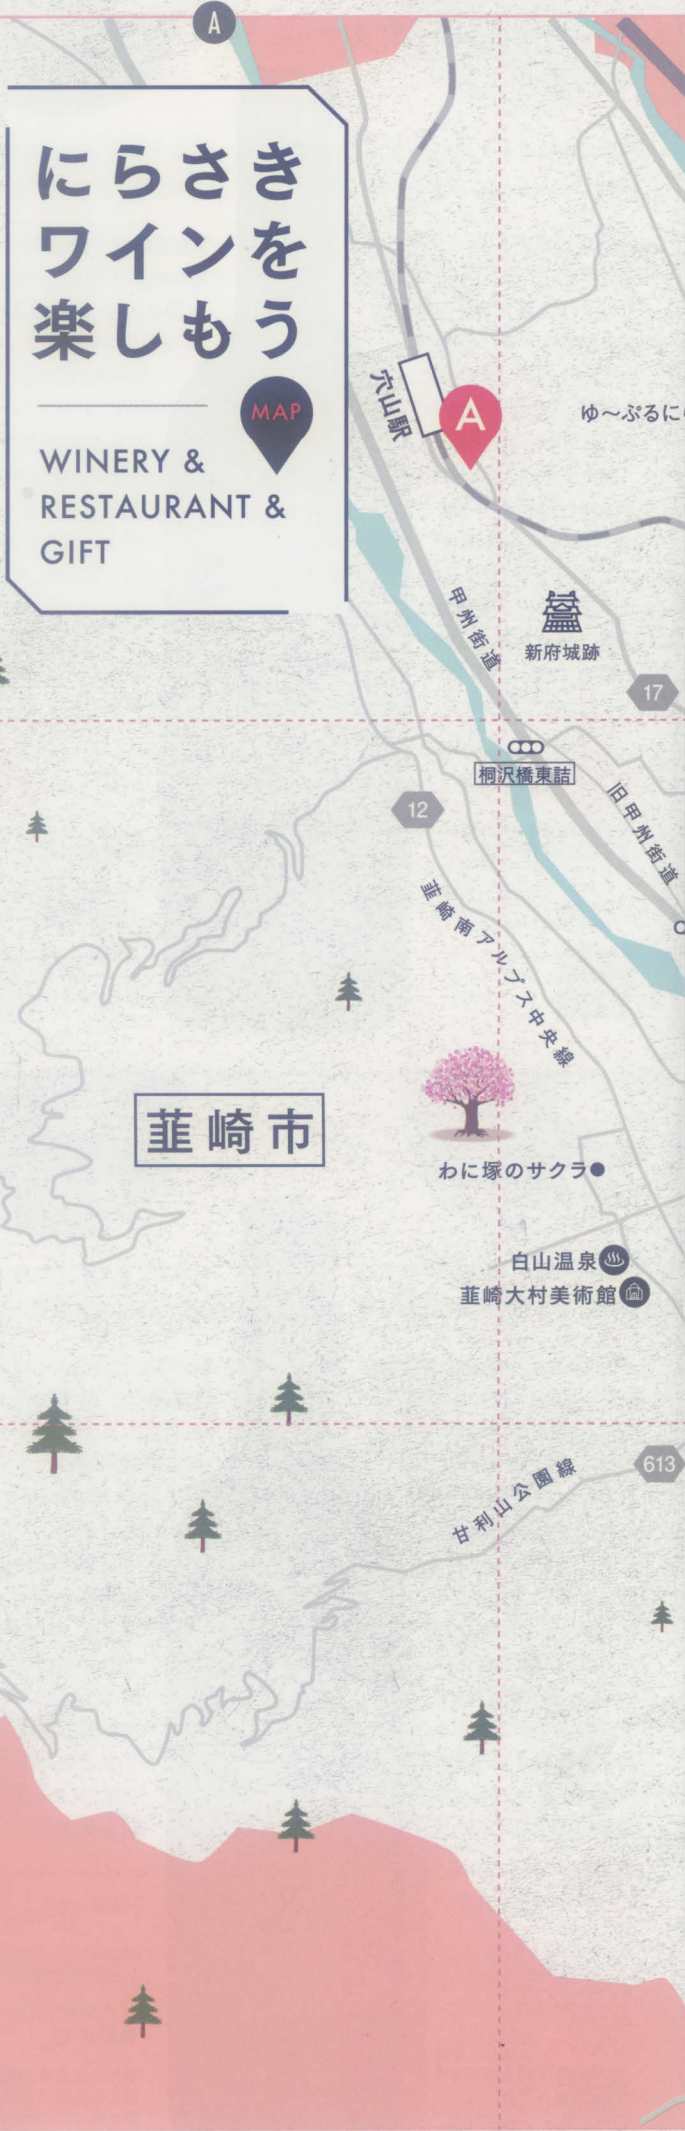 A
にらさき
ワインを
楽しもう
MAP
WINERY &
RESTAURANT &
GIFT
穴山駅
A
ゆ〜ぷるに
甲州街道
新府城跡
17
桐沢橋東詰
12
旧甲州街道
韮崎南アルプス中央線
韮崎市
わに塚のサクラ
白山温泉
韮崎大村美術館
613
甘利山公園線